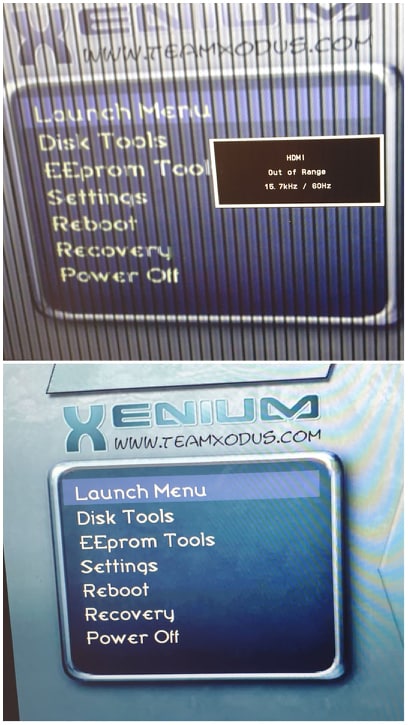 XENIUM
WWW.TEAMXODUS.COM
Launch Menu
Disk Tools
EEprom Tool
Settings
Reboot
Recovery
Power Off
HDMI
Out of Range
15.7kHz / 60Hz
XENIUM
WWW.TEAMXODUS.COM
Launch Menu
Disk Tools
EEprom Tools
Settings
Reboot
Recovery
Power Off